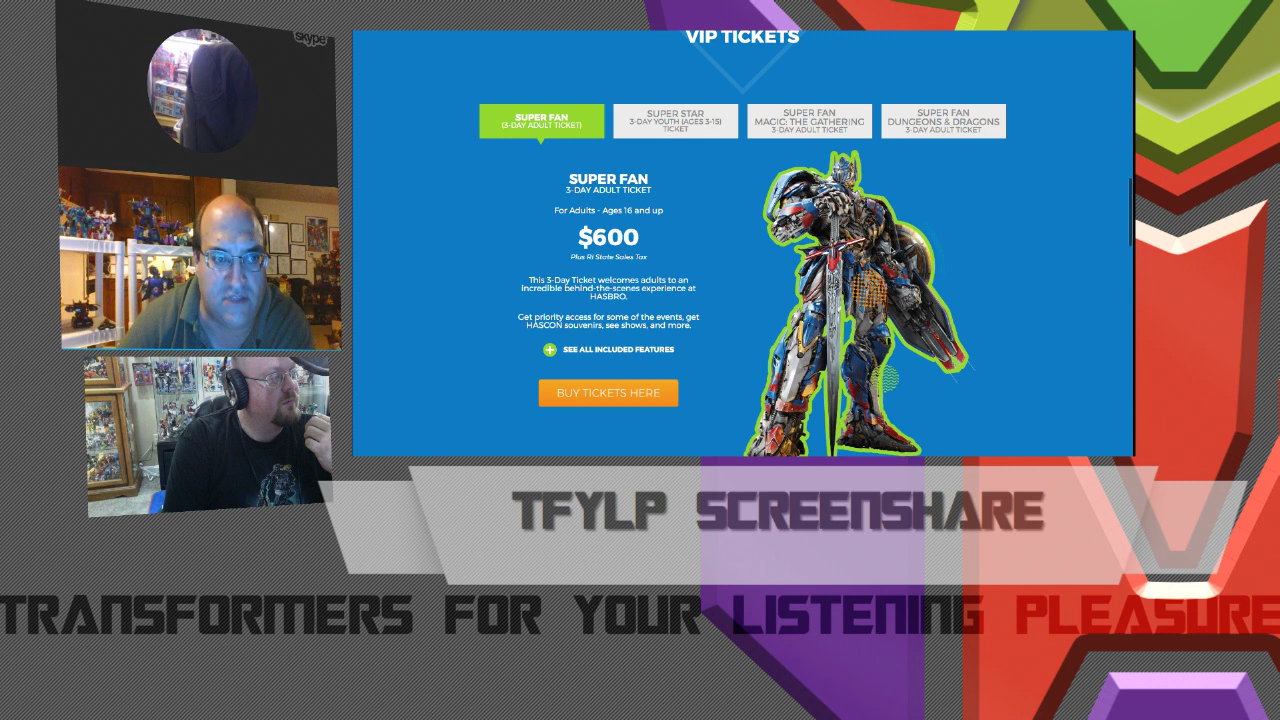 skype
VIP TICKETS
SUPER FAN
(3-DAY ADULT TICKET)
SUPER STAR
3-DAY YOUTH (AGES 3-15)
TICKET
SUPER FAN
MAGIC: THE GATHERING
3-DAY ADULT TICKET
SUPER FAN
DUNGEONS & DRAGONS
3-DAY ADULT TICKET
SUPER FAN
3-DAY ADULT TICKET
For Adults - Ages 16 and up
$600
Plus RI State Sales Tax
This 3-Day Ticket welcomes adults to an
incredible behind-the-scenes experience at
HASBRO.
Get priority access for some of the events, get
HASCON souvenirs, see shows, and more.
SEE ALL INCLUDED FEATURES
BUY TICKETS HERE
TFYLP SCREENSHARE
TRANSFORMERS FOR YOUR LISTENING PLEASURE